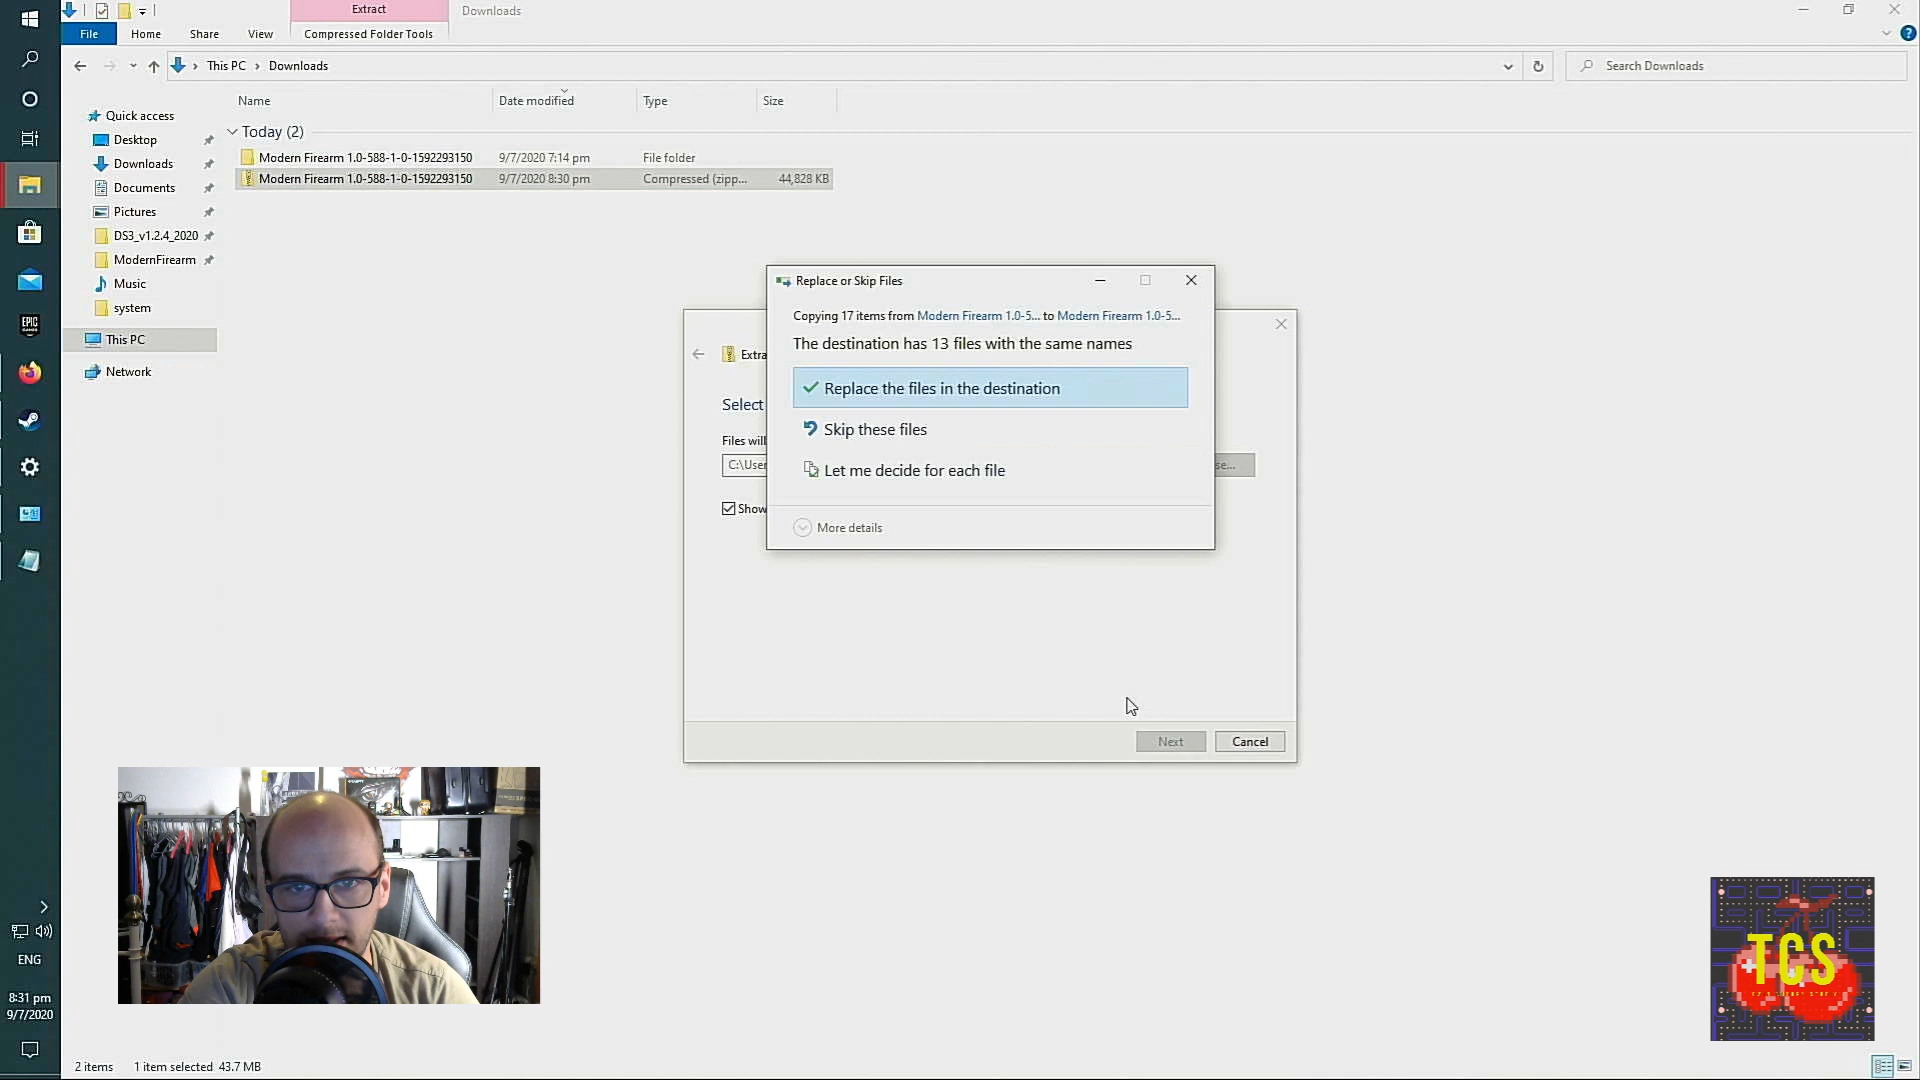 Extract
Downloads
File
Home
Share
View
Compressed Folder Tools
This PC
Downloads
Search Downloads
Name
Date modified
Type
Size
Quick access
Desktop
Downloads
Documents
Pictures
DS3_v1.2.4_2020
ModernFirearm
Music
system
This PC
Network
Today (2)
Modern Firearm 1.0-588-1-0-1592293150 9/7/2020 7:14 pm File folder
Modern Firearm 1.0-588-1-0-1592293150 9/7/2020 8:30 pm Compressed (zipp... 44,828 KB
Replace or Skip Files
Copying 17 items from Modern Firearm 1.0-5... to Modern Firearm 1.0-5...
The destination has 13 files with the same names
Replace the files in the destination
Skip these files
Let me decide for each file
More details
Extra
Select
Files will
C:\User
se...
Show
Next
Cancel
EPIC
ENG
8:31 pm
9/7/2020
TCS
2 items
1 item selected 43.7 MB